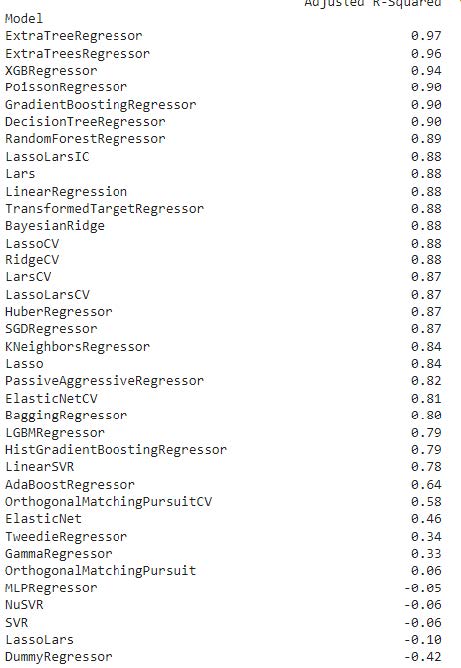 Adjusted R-Squared
Model
ExtraTreeRegressor 0.97
ExtraTreesRegressor 0.96
XGBRegressor 0.94
PoissonRegressor 0.90
GradientBoostingRegressor 0.90
DecisionTreeRegressor 0.90
RandomForestRegressor 0.89
LassoLarsIC 0.88
Lars 0.88
LinearRegression 0.88
TransformedTargetRegressor 0.88
BayesianRidge 0.88
LassoCV 0.88
RidgeCV 0.88
LarsCV 0.87
LassoLarsCV 0.87
HuberRegressor 0.87
SGDRegressor 0.87
KNeighborsRegressor 0.84
Lasso 0.84
PassiveAggressiveRegressor 0.82
ElasticNetCV 0.81
BaggingRegressor 0.80
LGBMRegressor 0.79
HistGradientBoostingRegressor 0.79
LinearSVR 0.78
AdaBoostRegressor 0.64
OrthogonalMatchingPursuitCV 0.58
ElasticNet 0.46
TweedieRegressor 0.34
GammaRegressor 0.33
OrthogonalMatchingPursuit 0.06
MLPRegressor -0.05
NuSVR -0.06
SVR -0.06
LassoLars -0.10
DummyRegressor -0.42